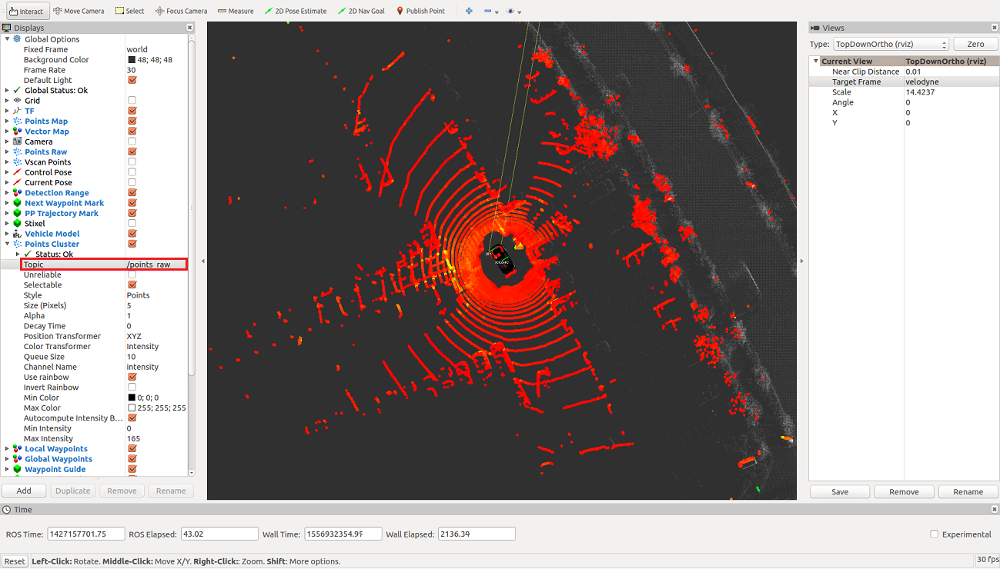 Interact Move Camera Select Focus Camera Measure 2D Pose Estimate 2D Nav Goal Publish Point
Displays
Global Options
Fixed Frame world
Background Color 48; 48; 48
Frame Rate 30
Default Light
Global Status: Ok
Grid
TF
Points Map
Vector Map
Camera
Points Raw
Vscan Points
Control Pose
Current Pose
Detection Range
Next Waypoint Mark
PP Trajectory Mark
Stixel
Vehicle Model
Points Cluster
Status: Ok
Topic /points_raw
Unreliable
Selectable
Style Points
Size (Pixels) 5
Alpha 1
Decay Time 0
Position Transformer XYZ
Color Transformer Intensity
Queue Size 10
Channel Name intensity
Use rainbow
Invert Rainbow
Min Color 0; 0; 0
Max Color 255; 255; 255
Autocompute Intensity B...
Min Intensity 0
Max Intensity 165
Local Waypoints
Global Waypoints
Waypoint Guide
Add Duplicate Remove Rename
velodyne
Views
Type: TopDownOrtho (rviz) Zero
Current View TopDownOrtho (rviz)
Near Clip Distance 0.01
Target Frame velodyne
Scale 14.4237
Angle 0
X 0
Y 0
Save Remove Rename
Time
ROS Time: 1427157701.75 ROS Elapsed: 43.02 Wall Time: Wall Elapsed: Experimental
Reset Left-Click: Rotate. Middle-Click: Move X/Y. Right-Click:: Zoom. Shift: More options. 30 fps